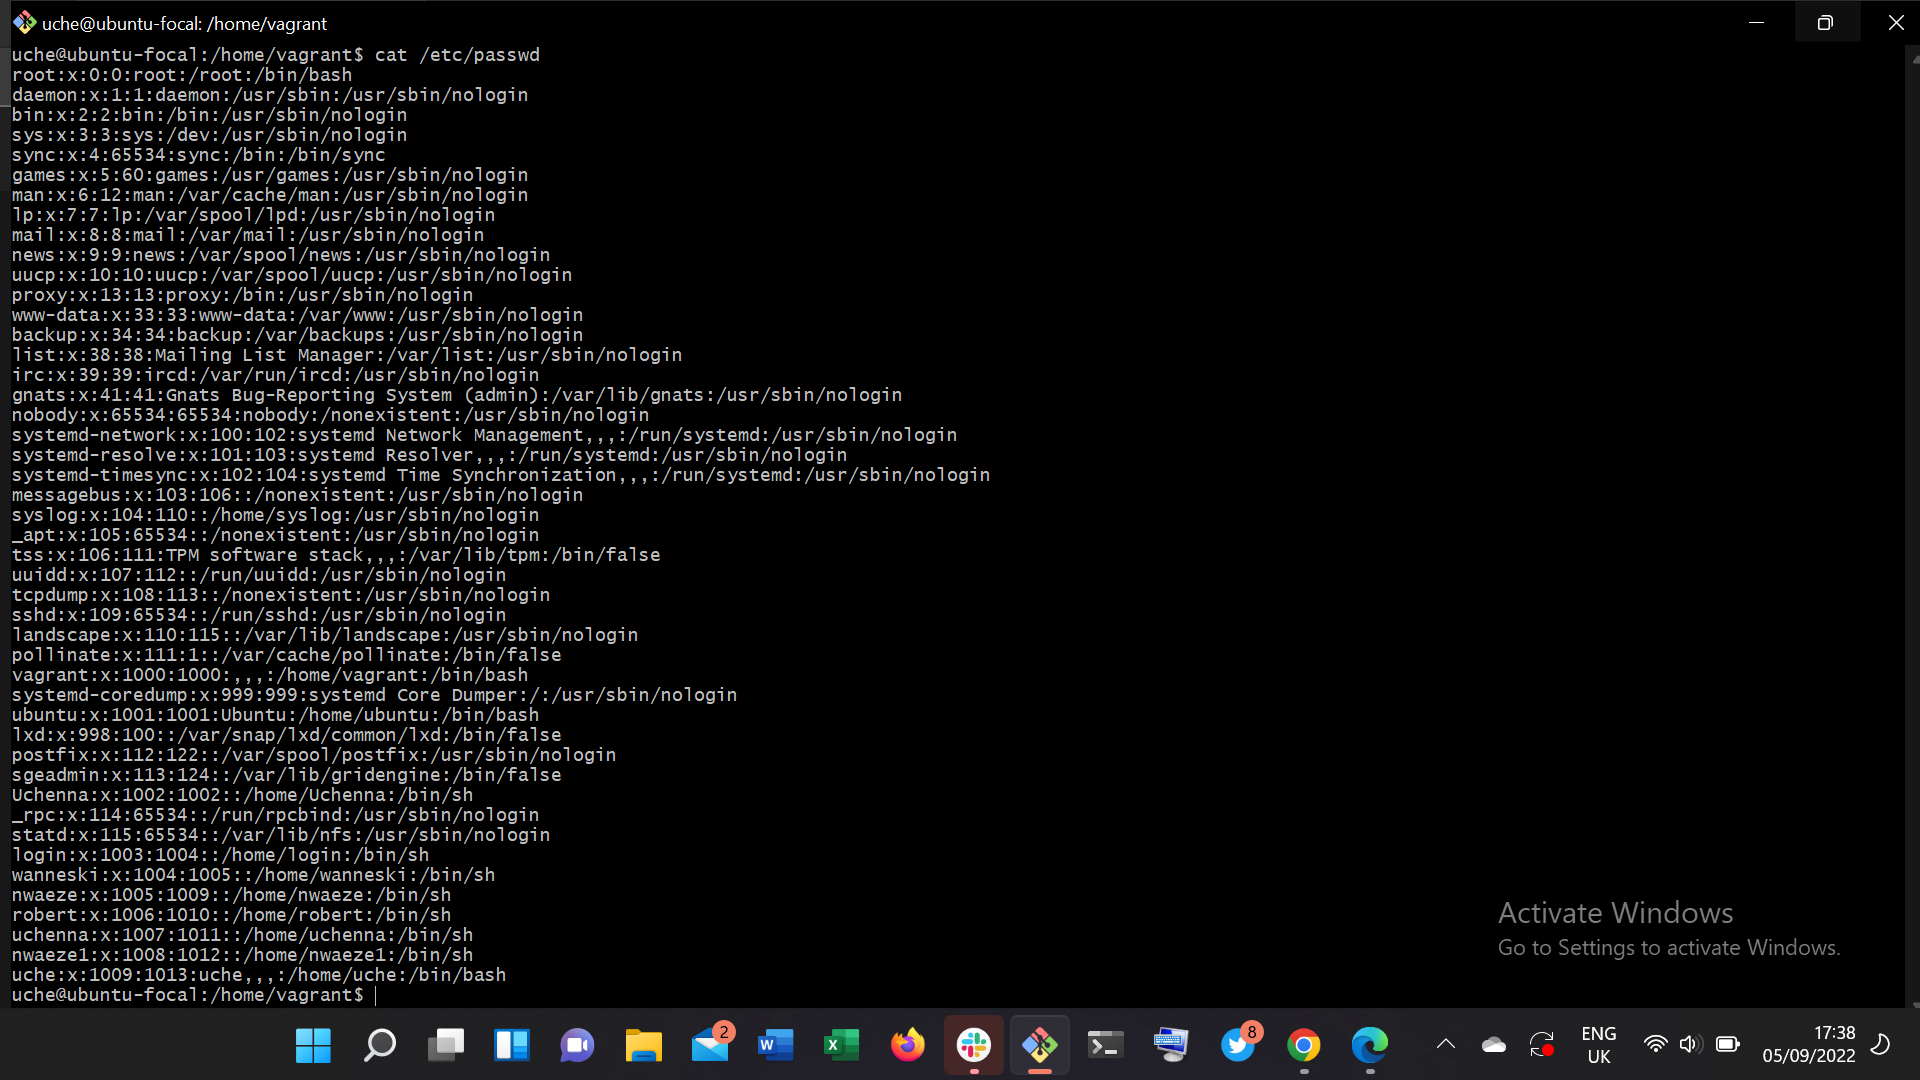 uche@ubuntu-focal: /home/vagrant
uche@ubuntu-focal:/home/vagrant$ cat /etc/passwd
root:x:0:0:root:/root:/bin/bash
daemon:x:1:1:daemon:/usr/sbin:/usr/sbin/nologin
bin:x:2:2:bin:/bin:/usr/sbin/nologin
sys:x:3:3:sys:/dev:/usr/sbin/nologin
sync:x:4:65534:sync:/bin:/bin/sync
games:x:5:60:games:/usr/games:/usr/sbin/nologin
man:x:6:12:man:/var/cache/man:/usr/sbin/nologin
lp:x:7:7:lp:/var/spool/lpd:/usr/sbin/nologin
mail:x:8:8:mail:/var/mail:/usr/sbin/nologin
news:x:9:9:news:/var/spool/news:/usr/sbin/nologin
uucp:x:10:10:uucp:/var/spool/uucp:/usr/sbin/nologin
proxy:x:13:13:proxy:/bin:/usr/sbin/nologin
www-data:x:33:33:www-data:/var/www:/usr/sbin/nologin
backup:x:34:34:backup:/var/backups:/usr/sbin/nologin
list:x:38:38:Mailing List Manager:/var/list:/usr/sbin/nologin
irc:x:39:39:ircd:/var/run/ircd:/usr/sbin/nologin
gnats:x:41:41:Gnats Bug-Reporting System (admin):/var/lib/gnats:/usr/sbin/nologin
nobody:x:65534:65534:nobody:/nonexistent:/usr/sbin/nologin
systemd-network:x:100:102:systemd Network Management,,,:/run/systemd:/usr/sbin/nologin
systemd-resolve:x:101:103:systemd Resolver,,,:/run/systemd:/usr/sbin/nologin
systemd-timesync:x:102:104:systemd Time Synchronization,,,:/run/systemd:/usr/sbin/nologin
messagebus:x:103:106::/nonexistent:/usr/sbin/nologin
syslog:x:104:110::/home/syslog:/usr/sbin/nologin
_apt:x:105:65534::/nonexistent:/usr/sbin/nologin
tss:x:106:111:TPM software stack,,,:/var/lib/tpm:/bin/false
uuidd:x:107:112::/run/uuidd:/usr/sbin/nologin
tcpdump:x:108:113::/nonexistent:/usr/sbin/nologin
sshd:x:109:65534::/run/sshd:/usr/sbin/nologin
landscape:x:110:115::/var/lib/landscape:/usr/sbin/nologin
pollinate:x:111:1::/var/cache/pollinate:/bin/false
vagrant:x:1000:1000:,,,:/home/vagrant:/bin/bash
systemd-coredump:x:999:999:systemd Core Dumper:/:/usr/sbin/nologin
ubuntu:x:1001:1001:Ubuntu:/home/ubuntu:/bin/bash
lxd:x:998:100::/var/snap/lxd/common/lxd:/bin/false
postfix:x:112:122::/var/spool/postfix:/usr/sbin/nologin
sgeadmin:x:113:124::/var/lib/gridengine:/bin/false
Uchenna:x:1002:1002::/home/Uchenna:/bin/sh
_rpc:x:114:65534::/run/rpcbind:/usr/sbin/nologin
statd:x:115:65534::/var/lib/nfs:/usr/sbin/nologin
login:x:1003:1004::/home/login:/bin/sh
wanneski:x:1004:1005::/home/wanneski:/bin/sh
nwaeze:x:1005:1009::/home/nwaeze:/bin/sh
robert:x:1006:1010::/home/robert:/bin/sh
uchenna:x:1007:1011::/home/uchenna:/bin/sh
nwaeze1:x:1008:1012::/home/nwaeze1:/bin/sh
uche:x:1009:1013:uche,,,:/home/uche:/bin/bash
uche@ubuntu-focal:/home/vagrant$
Activate Windows
Go to Settings to activate Windows.
2
8
ENG
UK
17:38
05/09/2022